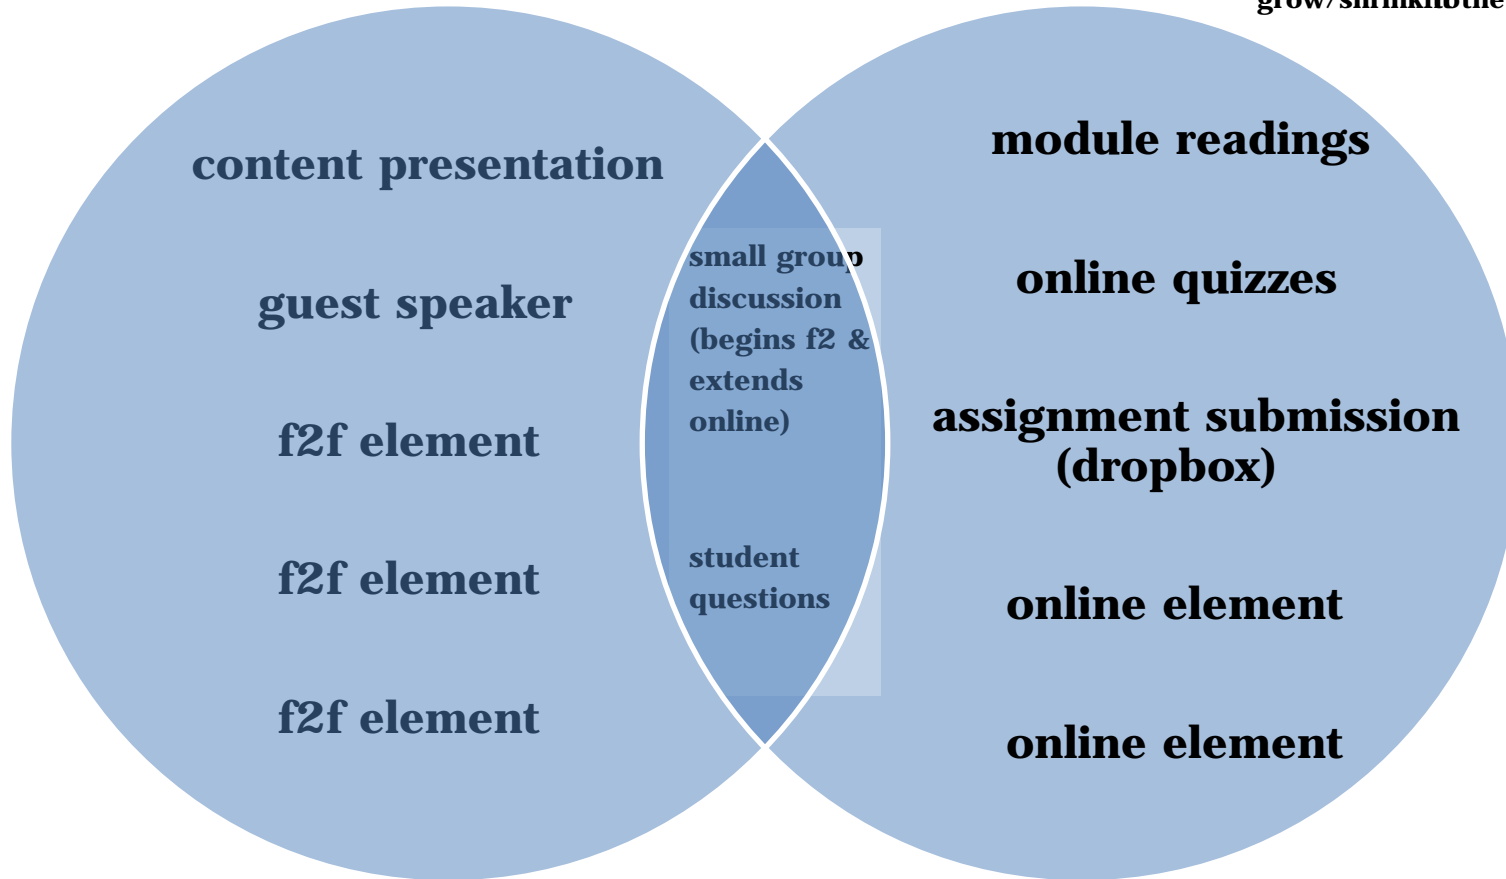 content presentation
guest speaker
f2f element
f2f element
f2f element
small group
discussion
(begins f2 &
extends
online)
student
questions
module readings
online quizzes
assignment submission
(dropbox)
online element
online element